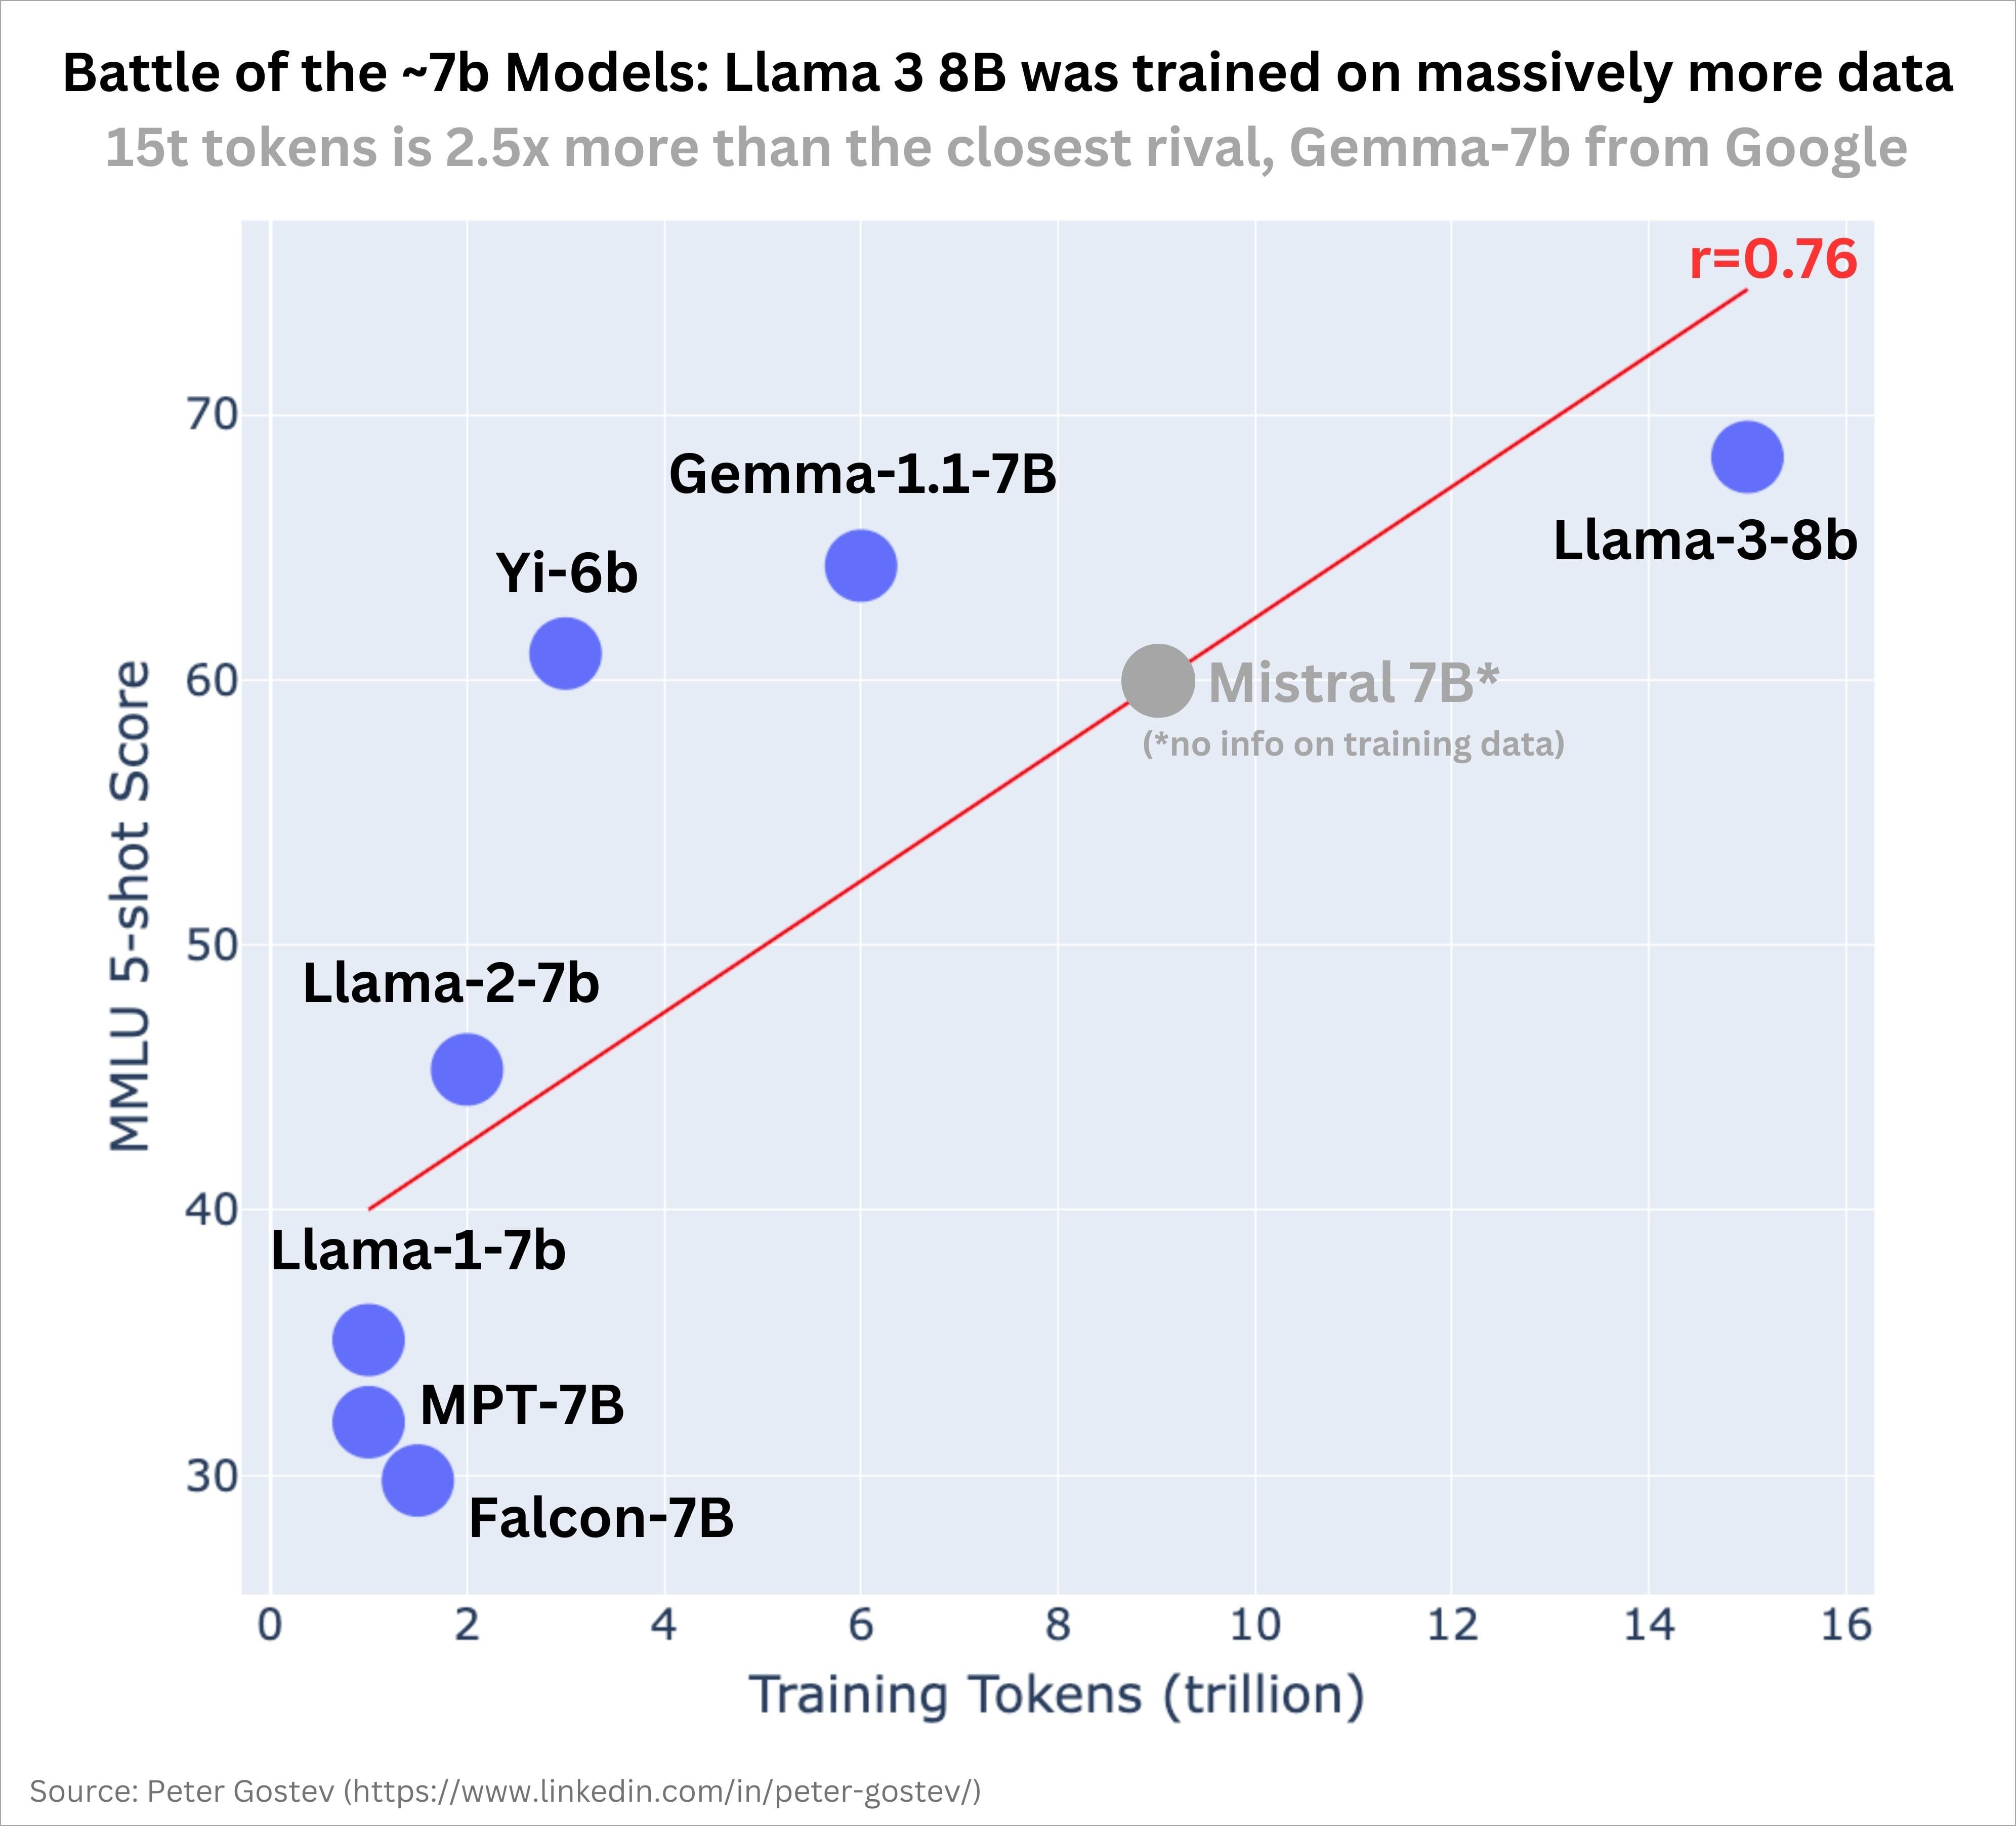 Battle of the ~7b Models: Llama 3 8B was trained on massively more data
15t tokens is 2.5x more than the closest rival, Gemma-7b from Google
r=0.76
70
Gemma-1.1-7B
Llama-3-8b
Yi-6b
60
Mistral 7B*
(*no info on training data)
MMLU 5-shot Score
50
Llama-2-7b
40
Llama-1-7b
MPT-7B
30
Falcon-7B
0 2 4 6 8 10 12 14 16
Training Tokens (trillion)
Source: Peter Gostev (https://www.linkedin.com/in/peter-gostev/)